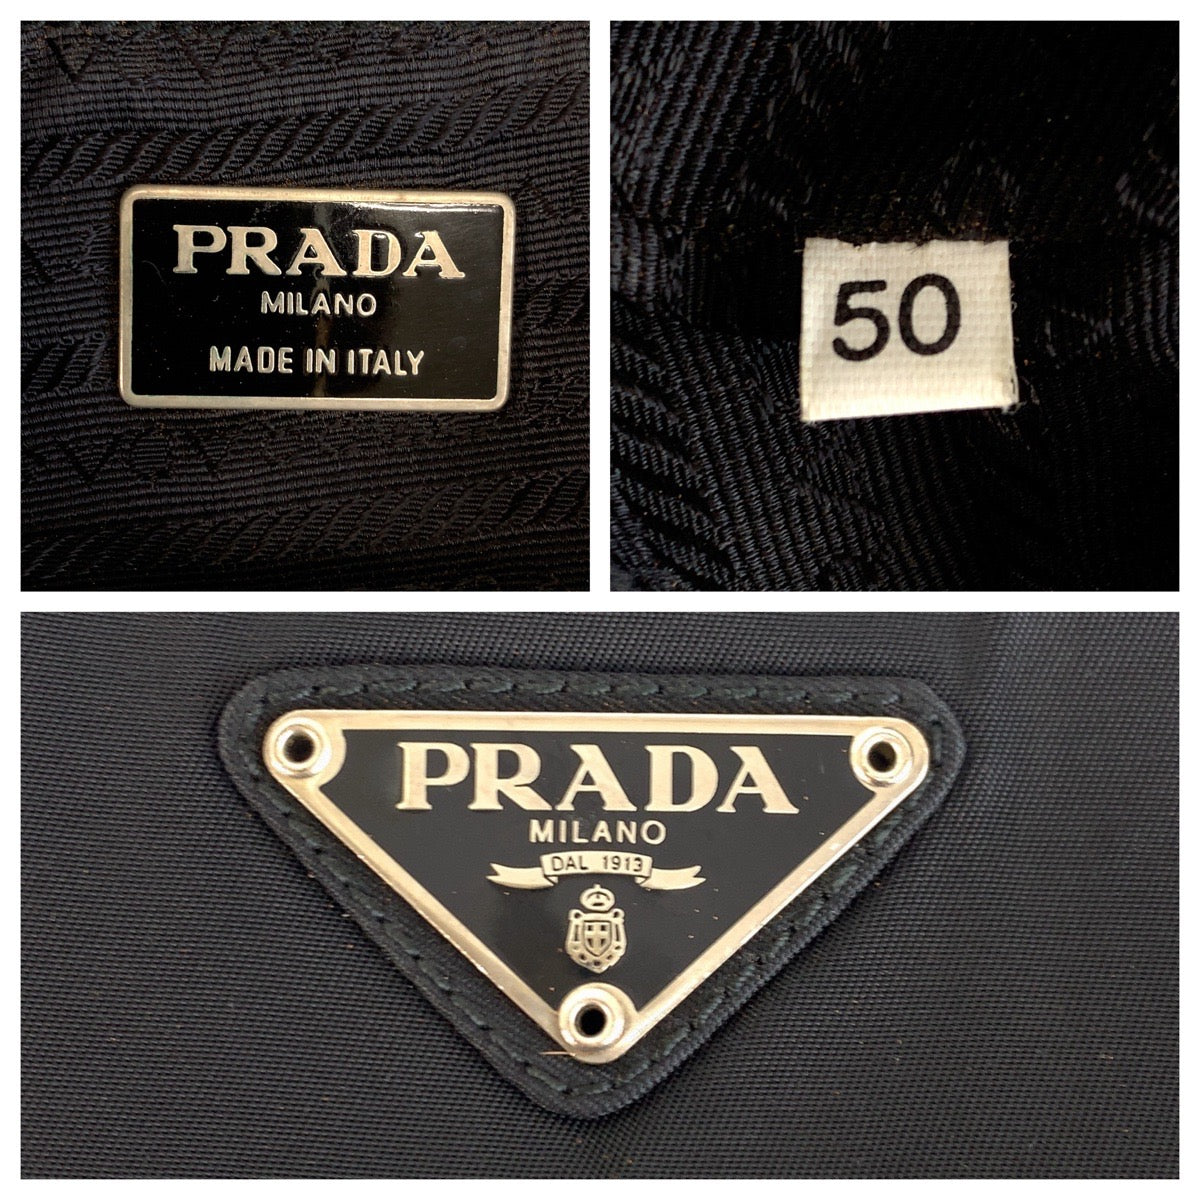 PRADA
MILANO
MADE IN ITALY
50
PRADA
MILANO
DAL 1913